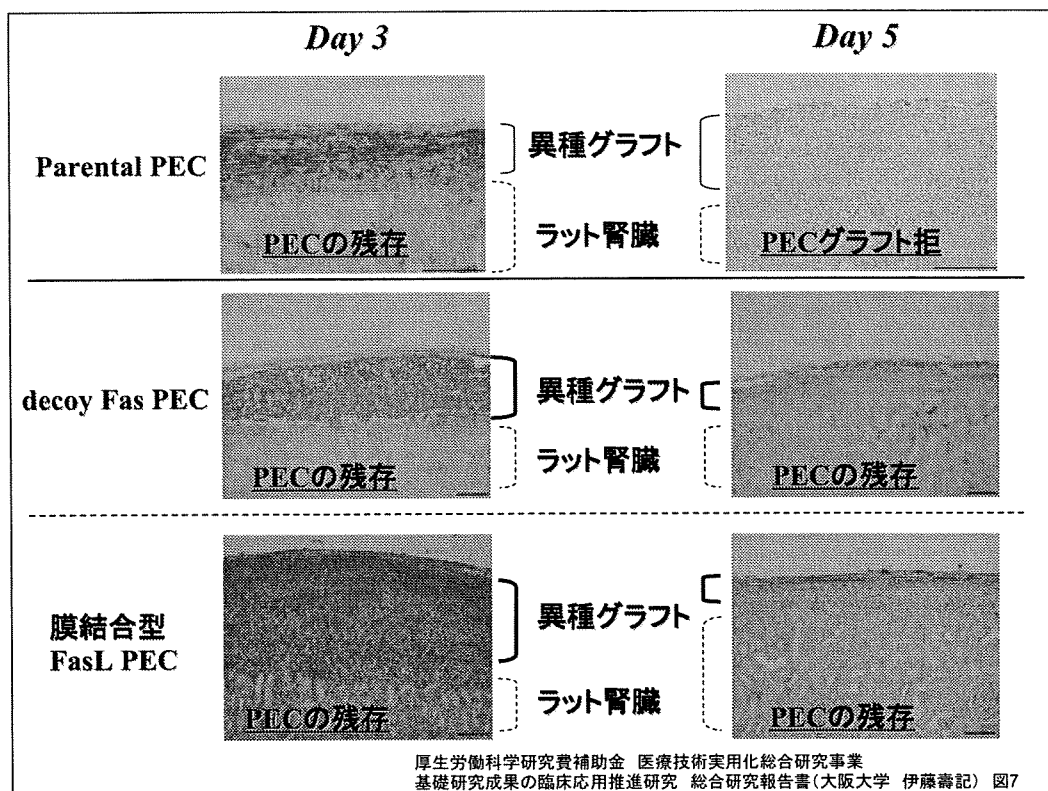 Day 3
Day 5
Parental PEC
PECの残存
異種グラフト
ラット腎臓
PECグラフト拒
decoy Fas PEC
PECの残存
異種グラフト
ラット腎臓
PECの残存
膜結合型
FasL PEC
PECの残存
異種グラフト
ラット腎臓
PECの残存
厚生労働科学研究費補助金 医療技術実用化総合研究事業
基礎研究成果の臨床応用推進研究 総合研究報告書(大阪大学 伊藤壽記) 図7